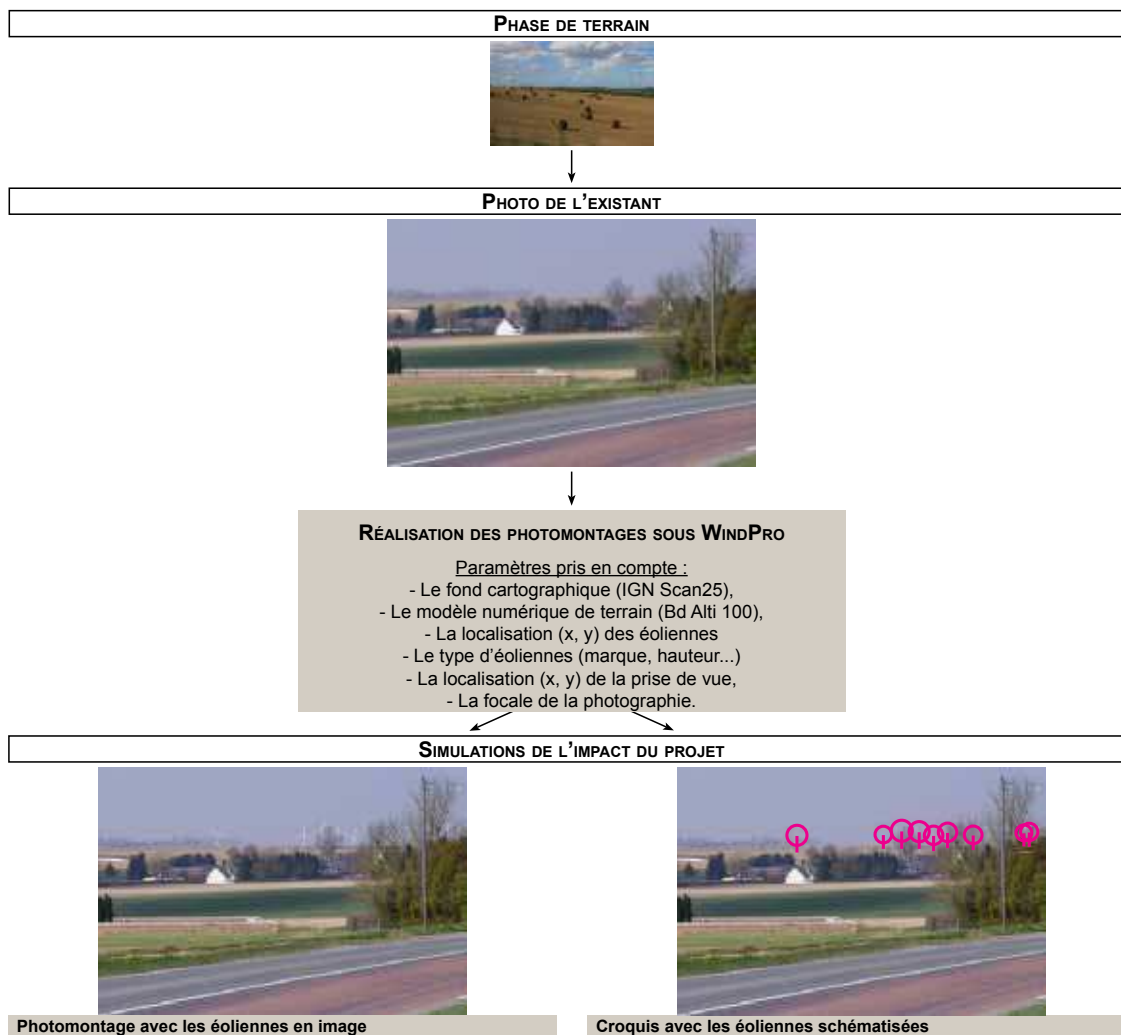 Phase de terrain
Photo de l'existant
Réalisation des photomontages sous WindPro
Paramètres pris en compte :
- Le fond cartographique (IGN Scan25),
- Le modèle numérique de terrain (Bd Alti 100),
- La localisation (x, y) des éoliennes
- Le type d'éoliennes (marque, hauteur...)
- La localisation (x, y) de la prise de vue,
- La focale de la photographie.
Simulations de l'impact du projet
Photomontage avec les éoliennes en image
Croquis avec les éoliennes schématisées